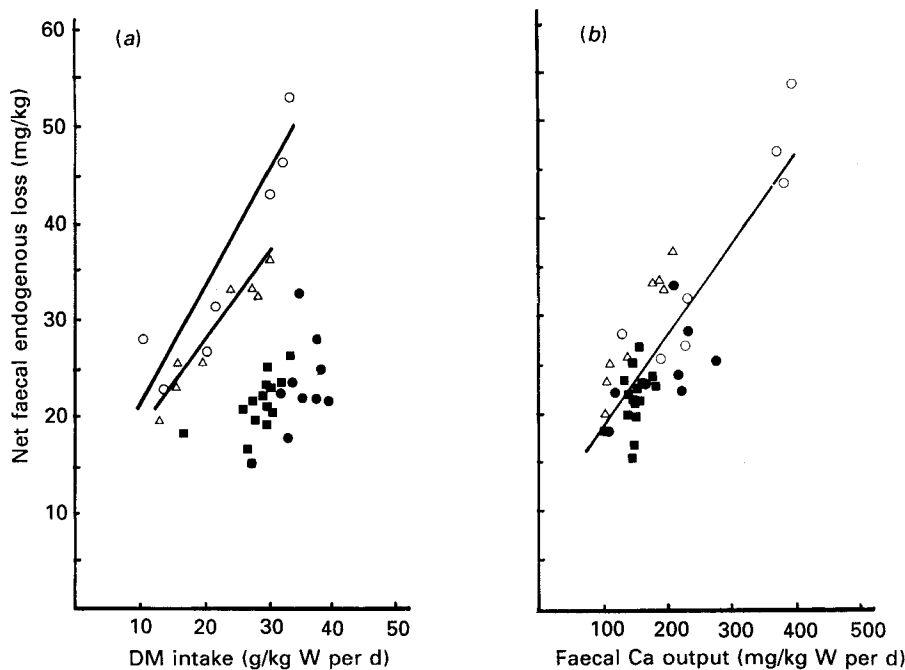 (a)
(b)
Net faecal endogenous loss (mg/kg)
60
50
40
30
20
10
10 20 30 40 50
DM intake (g/kg W per d)
100 200 300 400 500
Faecal Ca output (mg/kg W per d)